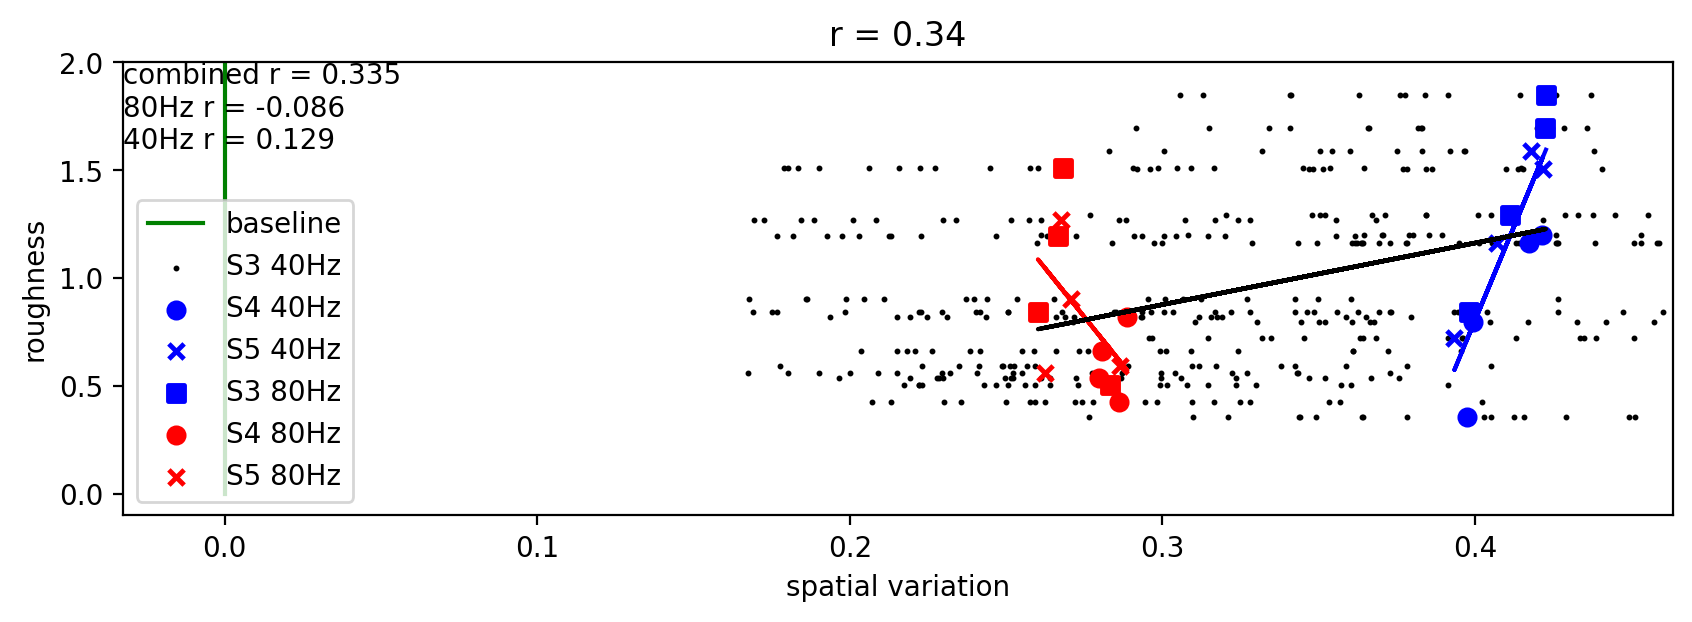 r = 0.34
combined r = 0.335
80Hz r = -0.086
40Hz r = 0.129
baseline
S3 40Hz
S4 40Hz
S5 40Hz
S3 80Hz
S4 80Hz
S5 80Hz
roughness
2.0
1.5
1.0
0.5
0.0
0.0 0.1 0.2 0.3 0.4
spatial variation